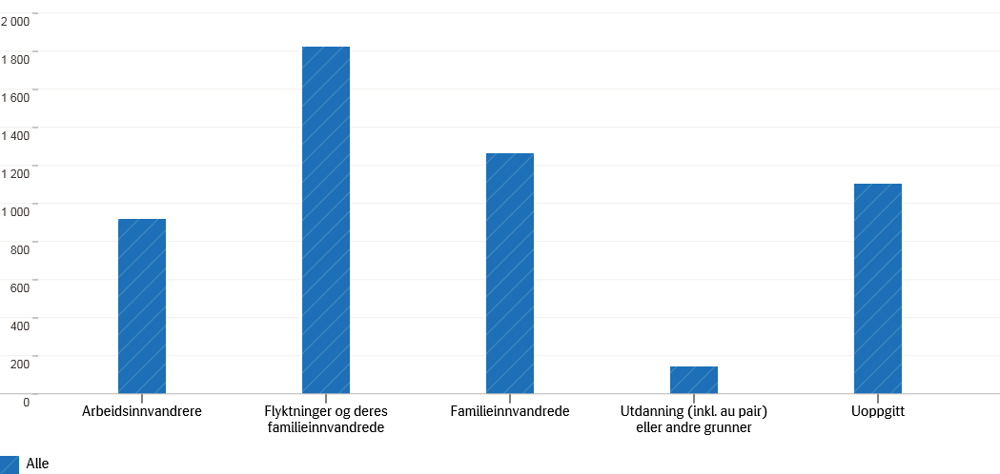 2 000
1 800
1 600
1 400
1 200
1 000
800
600
400
200
0
Arbeidsinnvandrere
Flyktninger og deres
familieinnvandrede
Familieinnvandrede
Utdanning (inkl. au pair)
eller andre grunner
Uoppgitt
Alle